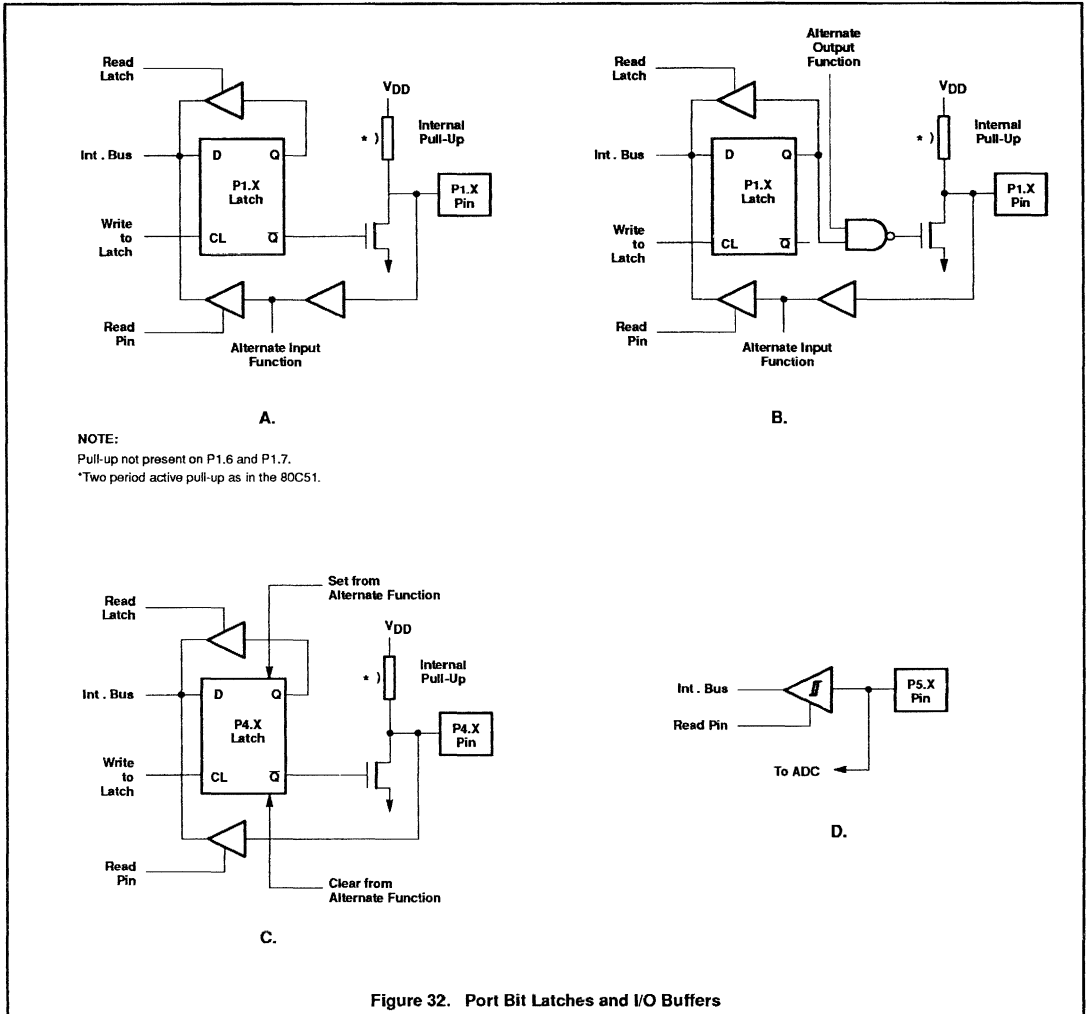 Read
Latch
VDD
Internal
Pull-Up
* )
Int . Bus
D
Q
P1.X
Latch
P1.X
Pin
Write
to
Latch
CL
Q̅
Read
Pin
Alternate Input
Function
A.
NOTE:
Pull-up not present on P1.6 and P1.7.
*Two period active pull-up as in the 80C51.
Alternate
Output
Function
Read
Latch
VDD
Internal
Pull-Up
* )
Int . Bus
D
Q
P1.X
Latch
P1.X
Pin
Write
to
Latch
CL
Q̅
Read
Pin
Alternate Input
Function
B.
Set from
Alternate Function
Read
Latch
VDD
Internal
Pull-Up
* )
Int . Bus
D
Q
P4.X
Latch
P4.X
Pin
Write
to
Latch
CL
Q̅
Read
Pin
Clear from
Alternate Function
C.
Int . Bus
P5.X
Pin
Read Pin
To ADC
D.
Figure 32. Port Bit Latches and I/O Buffers